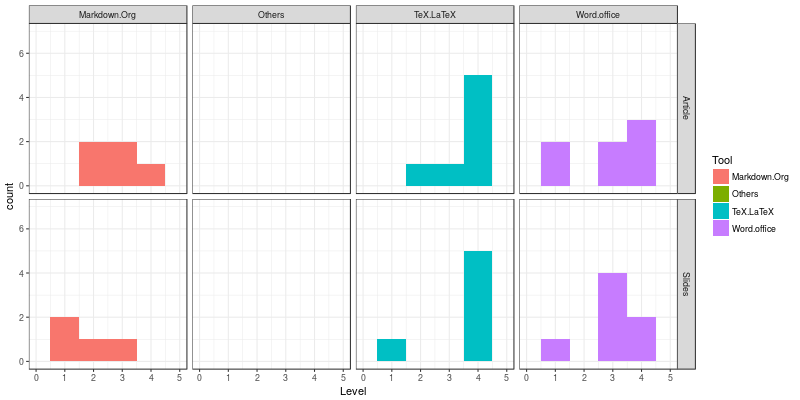 Markdown.Org Others TeX.LaTeX Word.office
6
4
2
0
Article
count
6
4
2
0
Slides
0 1 2 3 4 5 0 1 2 3 4 5 0 1 2 3 4 5 0 1 2 3 4 5
Level
Tool
Markdown.Org
Others
TeX.LaTeX
Word.office